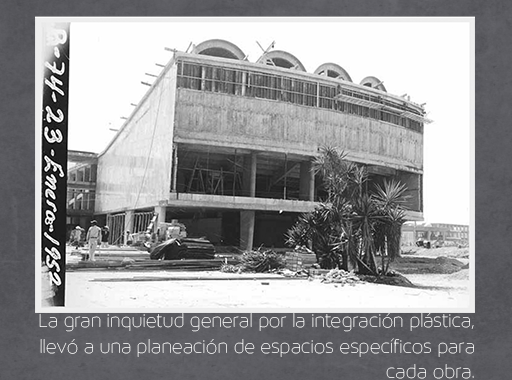 R-74-23-Enero-1952
La gran inquietud general por la integración plástica,
llevó a una planeación de espacios específicos para
cada obra.